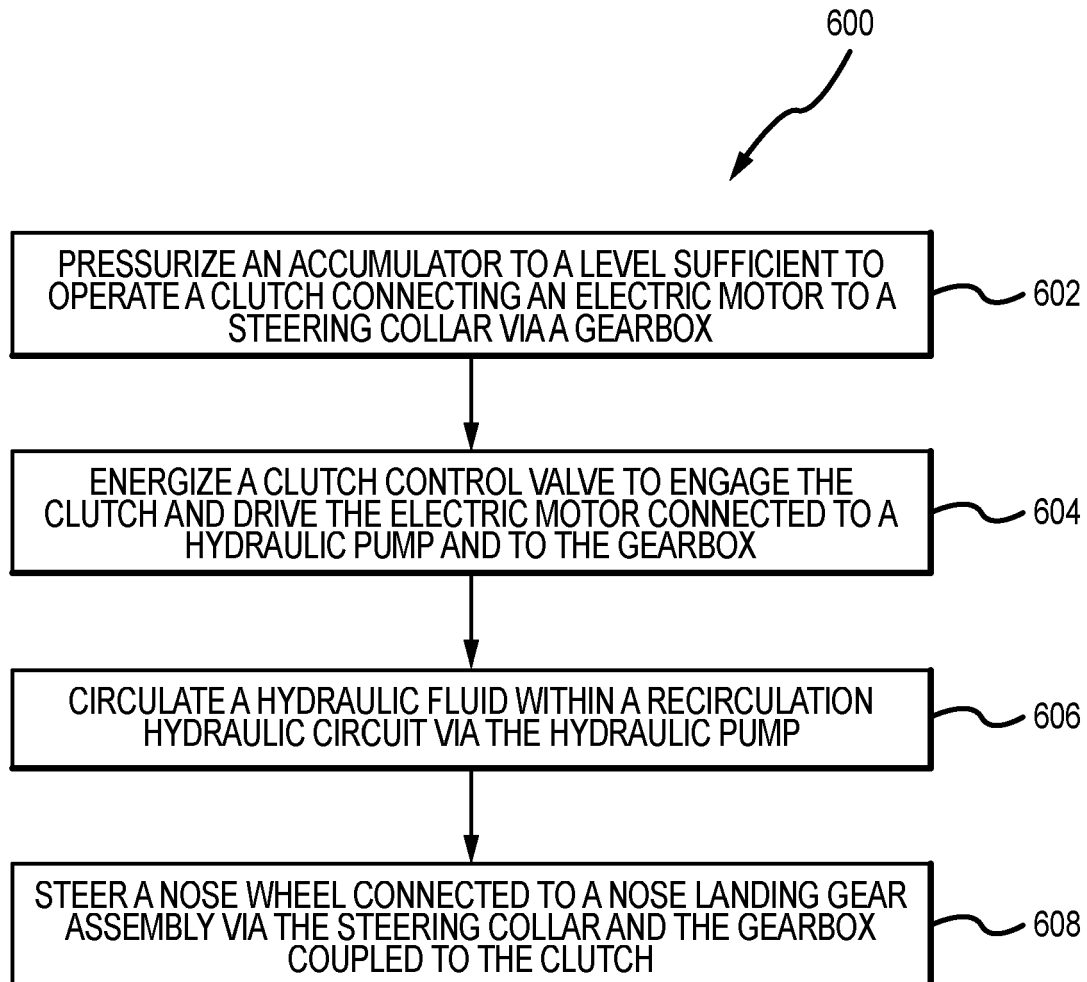 600
PRESSURIZE AN ACCUMULATOR TO A LEVEL SUFFICIENT TO
OPERATE A CLUTCH CONNECTING AN ELECTRIC MOTOR TO A
STEERING COLLAR VIA A GEARBOX
602
ENERGIZE A CLUTCH CONTROL VALVE TO ENGAGE THE
CLUTCH AND DRIVE THE ELECTRIC MOTOR CONNECTED TO A
HYDRAULIC PUMP AND TO THE GEARBOX
604
CIRCULATE A HYDRAULIC FLUID WITHIN A RECIRCULATION
HYDRAULIC CIRCUIT VIA THE HYDRAULIC PUMP
606
STEER A NOSE WHEEL CONNECTED TO A NOSE LANDING GEAR
ASSEMBLY VIA THE STEERING COLLAR AND THE GEARBOX
COUPLED TO THE CLUTCH
608